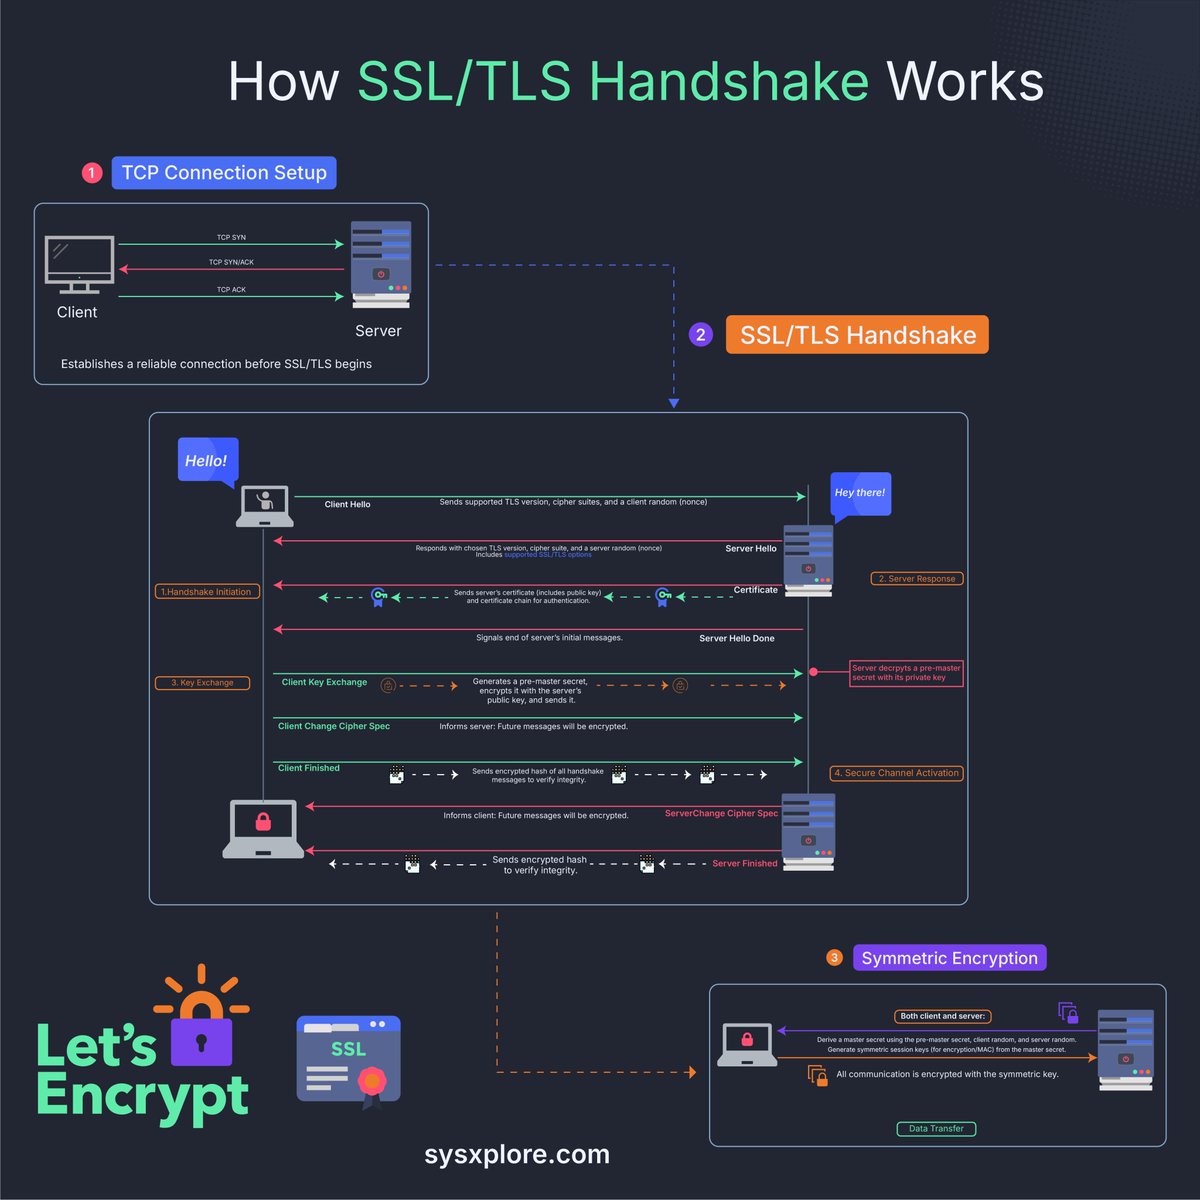 How SSL/TLS Handshake Works
1
TCP Connection Setup
TCP SYN
TCP SYN/ACK
TCP ACK
Client
Server
Establishes a reliable connection before SSL/TLS begins
2
SSL/TLS Handshake
Hello!
Hey there!
Client Hello
Sends supported TLS version, cipher suites, and a client random (nonce)
Responds with chosen TLS version, cipher suite, and a server random (nonce)
Includes supported SSL/TLS options
Server Hello
1.Handshake Initiation
2. Server Response
Sends server's certificate (includes public key)
and certificate chain for authentication.
Certificate
Signals end of server's initial messages.
Server Hello Done
3. Key Exchange
Client Key Exchange
Generates a pre-master secret,
encrypts it with the server's
public key, and sends it.
Server decrpyts a pre-master
secret with its private key
Client Change Cipher Spec
Informs server: Future messages will be encrypted.
Client Finished
Sends encrypted hash of all handshake
messages to verify integrity.
4. Secure Channel Activation
Informs client: Future messages will be encrypted.
ServerChange Cipher Spec
Sends encrypted hash
to verify integrity.
Server Finished
3
Symmetric Encryption
Both client and server:
Derive a master secret using the pre-master secret, client random, and server random.
Generate symmetric session keys (for encryption/MAC) from the master secret.
All communication is encrypted with the symmetric key.
Data Transfer
Let's
Encrypt
SSL
sysxplore.com